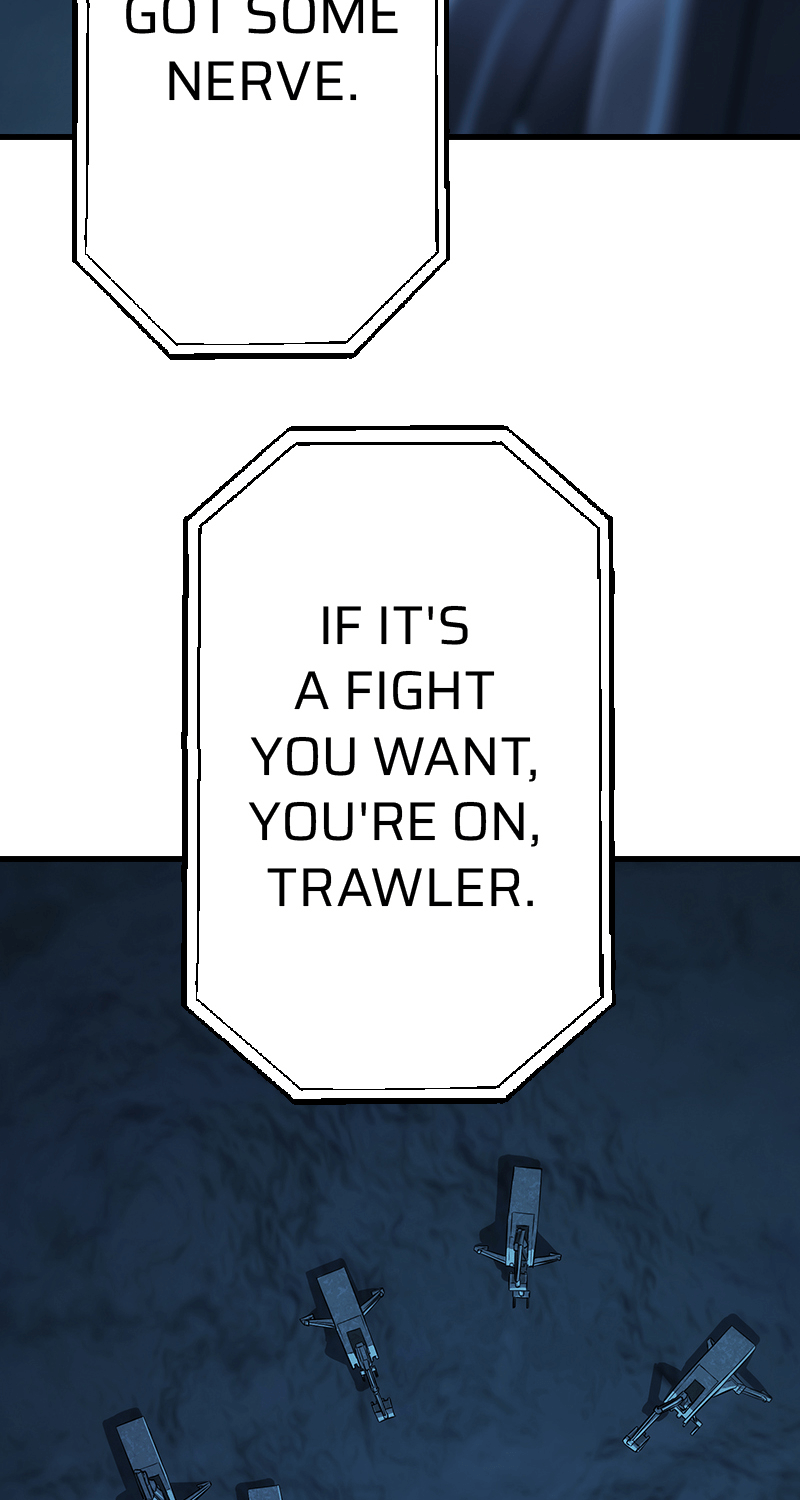 GOT SOME
NERVE.
IF IT'S
A FIGHT
YOU WANT,
YOU'RE ON,
TRAWLER.